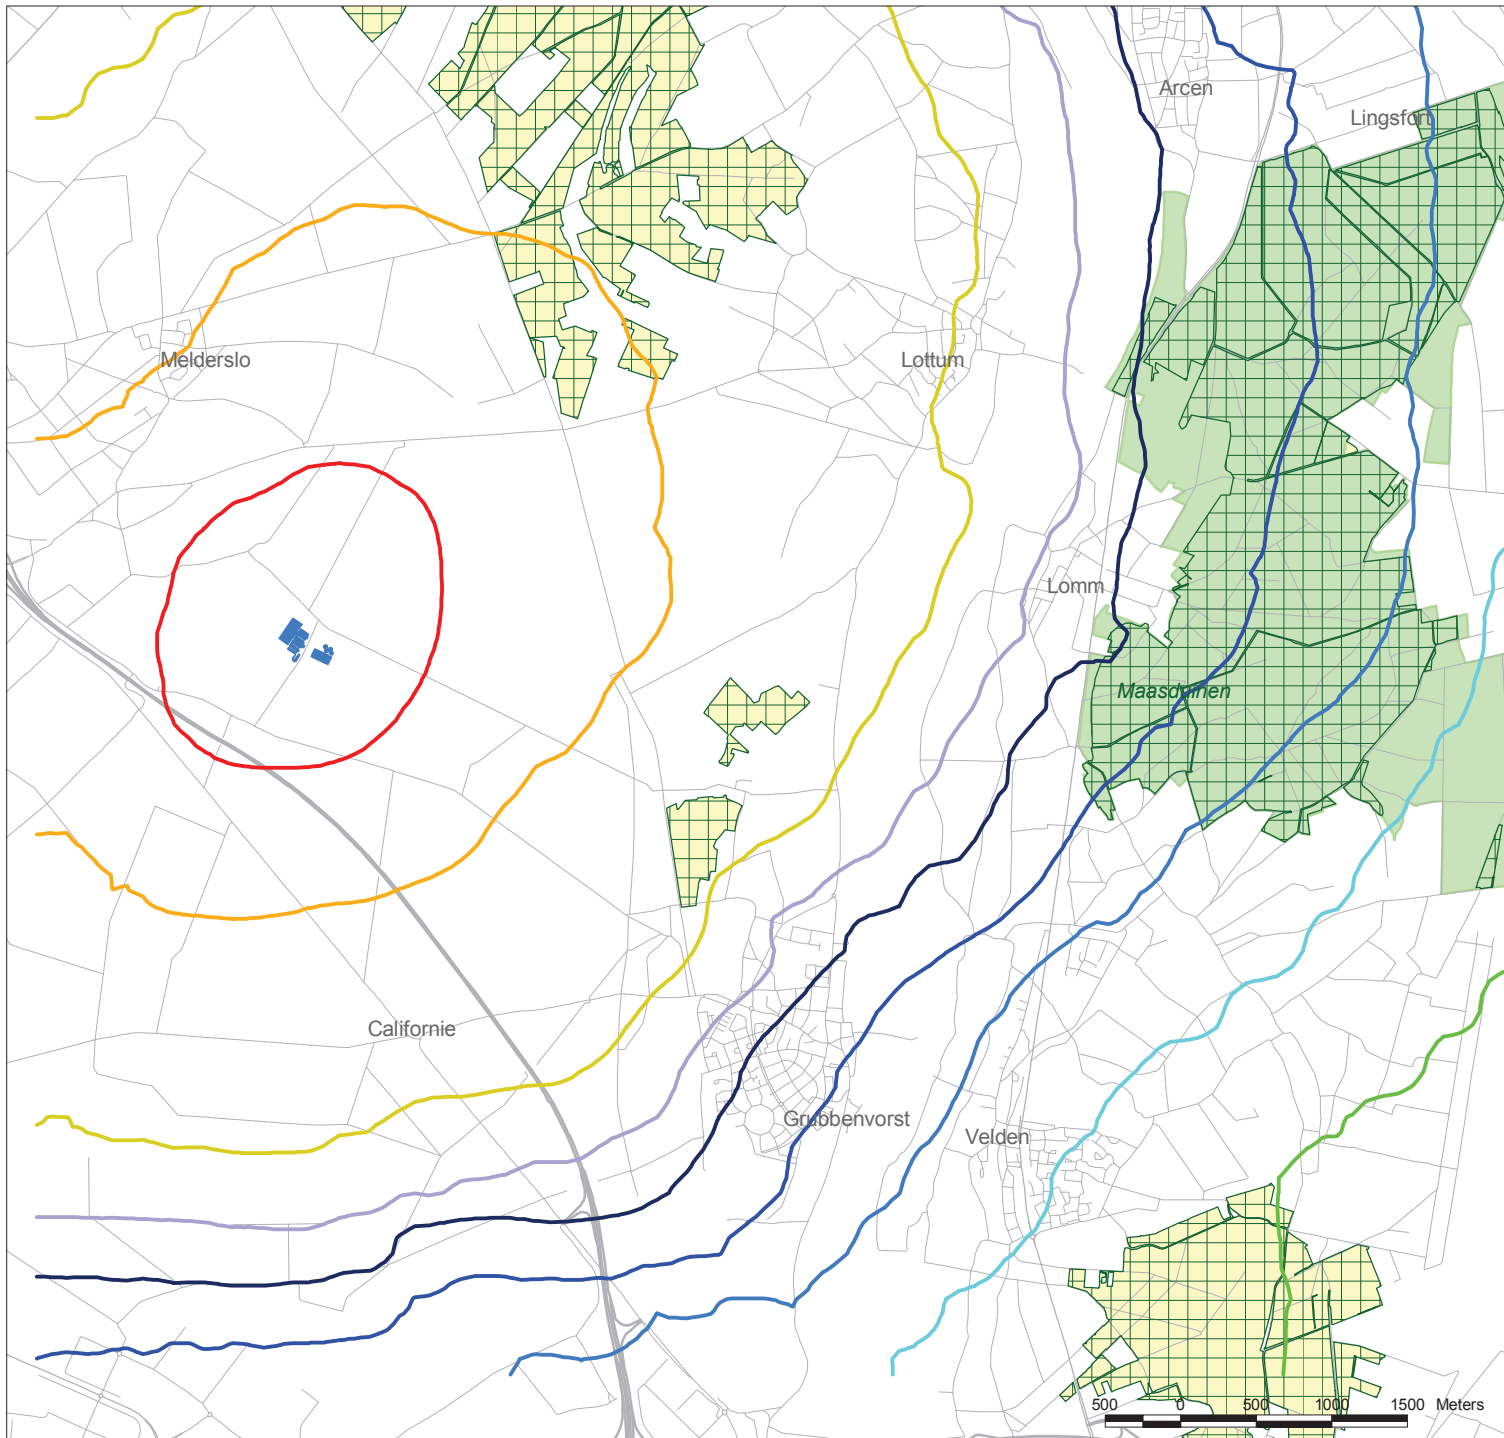 Arcen
Lingsfort
Melderslo
Lottum
Lomm
Maasduinen
Californie
Grubbenvorst
Velden
500 0 500 1000 1500 Meters